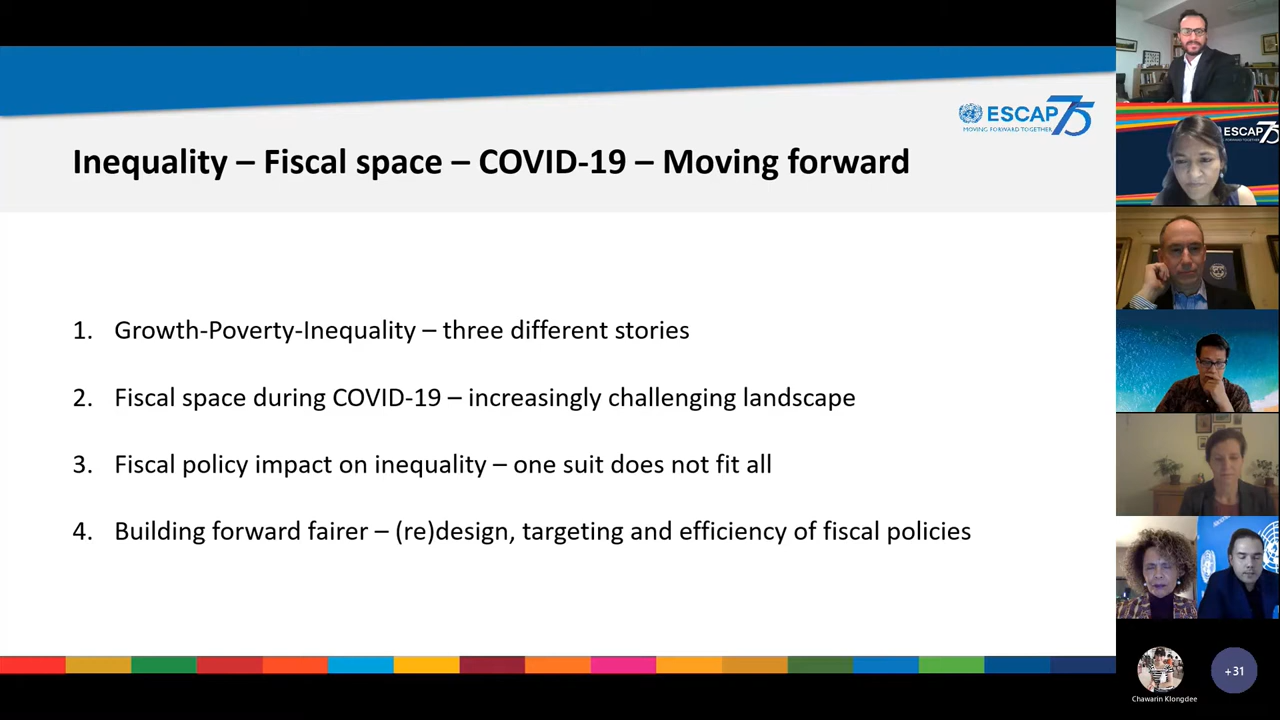 ESCAP 75
MOVING FORWARD TOGETHER
Inequality – Fiscal space – COVID-19 – Moving forward
1. Growth-Poverty-Inequality – three different stories
2. Fiscal space during COVID-19 – increasingly challenging landscape
3. Fiscal policy impact on inequality – one suit does not fit all
4. Building forward fairer – (re)design, targeting and efficiency of fiscal policies
ESCAP 75
Chawarin Klongdee
+31